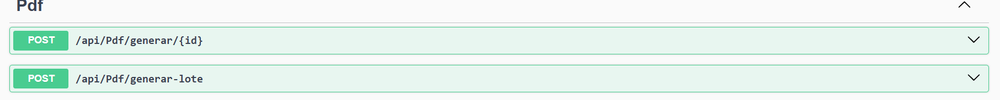 Pdf
POST /api/Pdf/generar/{id}
POST /api/Pdf/generar-lote